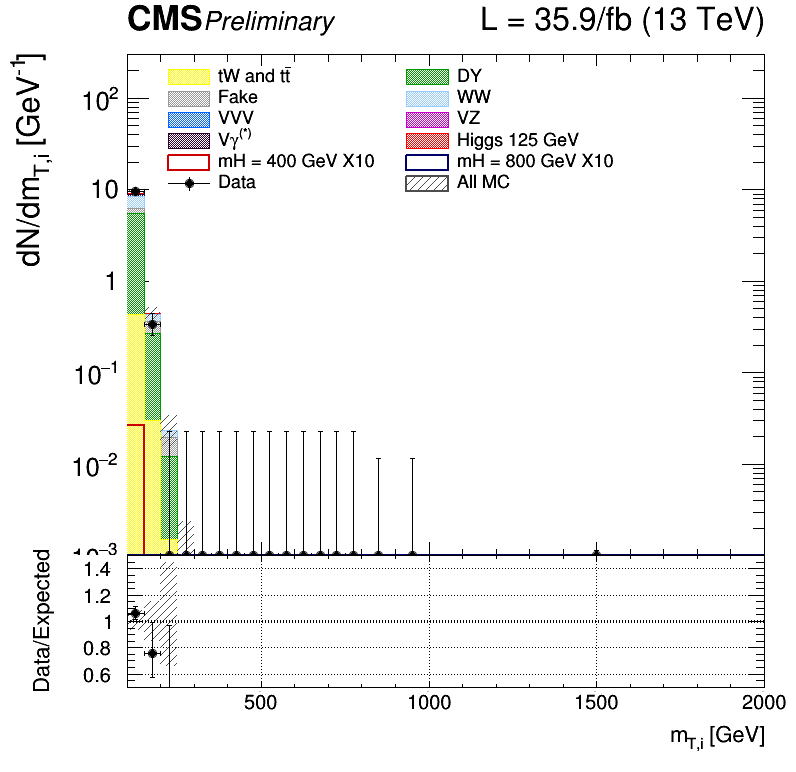 CMS Preliminary L = 35.9/fb (13 TeV)
dN/dm_T,i [GeV⁻¹]
tW and tt̄ DY
Fake WW
VVV VZ
Vγ(*) Higgs 125 GeV
mH = 400 GeV X10 mH = 800 GeV X10
Data All MC
10²
10
1
10⁻¹
10⁻²
10⁻³
Data/Expected
1.4
1.2
1
0.8
0.6
500 1000 1500 2000
m_T,i [GeV]